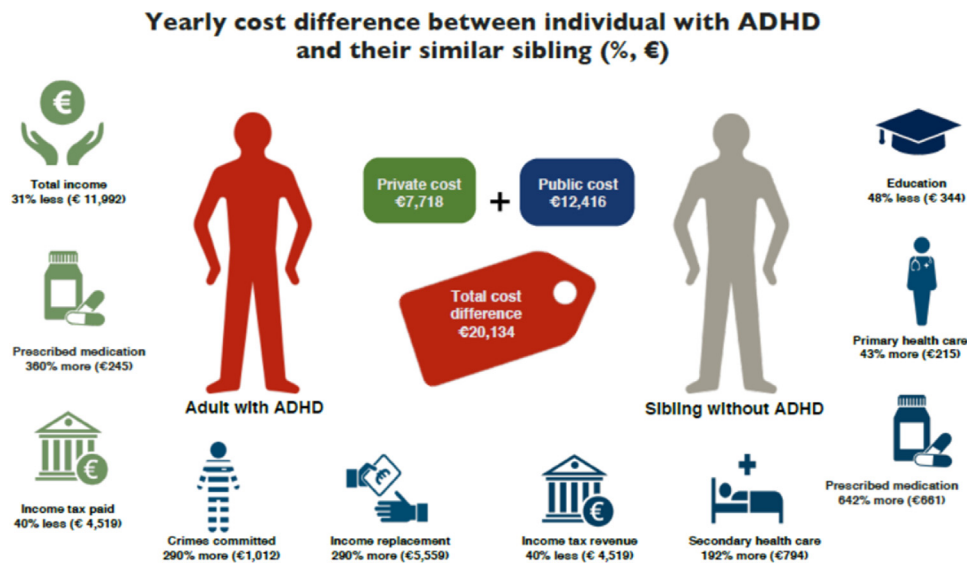 Yearly cost difference between individual with ADHD
and their similar sibling (%, €)
€
Total income
31% less (€ 11,992)
Prescribed medication
360% more (€245)
€
Income tax paid
40% less (€ 4,519)
Private cost
€7,718
+
Public cost
€12,416
Total cost
difference
€20,134
Adult with ADHD
Sibling without ADHD
Education
48% less (€ 344)
Primary health care
43% more (€215)
Prescribed medication
642% more (€661)
Crimes committed
290% more (€1,012)
€
Income replacement
290% more (€5,559)
€
Income tax revenue
40% less (€ 4,519)
Secondary health care
192% more (€794)